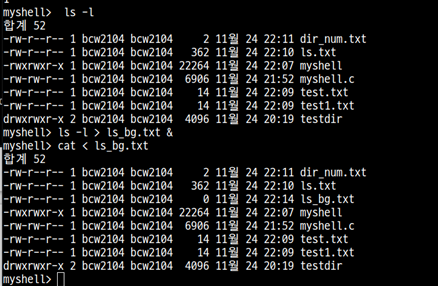 myshell>  ls -l
합계 52
-rw-r--r-- 1 bcw2104 bcw2104     2 11월 24 22:11 dir_num.txt
-rw-r--r-- 1 bcw2104 bcw2104   362 11월 24 22:10 ls.txt
-rwxrwxr-x 1 bcw2104 bcw2104 22264 11월 24 22:07 myshell
-rw-r--r-- 1 bcw2104 bcw2104  6906 11월 24 21:52 myshell.c
-rw-r--r-- 1 bcw2104 bcw2104    14 11월 24 22:09 test.txt
-rw-r--r-- 1 bcw2104 bcw2104    14 11월 24 22:09 test1.txt
drwxrwxr-x 2 bcw2104 bcw2104  4096 11월 24 20:19 testdir
myshell> ls -l > ls_bg.txt &
myshell> cat < ls_bg.txt
합계 52
-rw-r--r-- 1 bcw2104 bcw2104     2 11월 24 22:11 dir_num.txt
-rw-r--r-- 1 bcw2104 bcw2104   362 11월 24 22:10 ls.txt
-rw-r--r-- 1 bcw2104 bcw2104     0 11월 24 22:14 ls_bg.txt
-rwxrwxr-x 1 bcw2104 bcw2104 22264 11월 24 22:07 myshell
-rw-r--r-- 1 bcw2104 bcw2104  6906 11월 24 21:52 myshell.c
-rw-r--r-- 1 bcw2104 bcw2104    14 11월 24 22:09 test.txt
-rw-r--r-- 1 bcw2104 bcw2104    14 11월 24 22:09 test1.txt
drwxrwxr-x 2 bcw2104 bcw2104  4096 11월 24 20:19 testdir
myshell>